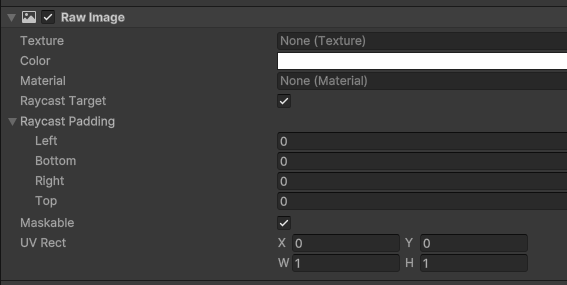 Raw Image
Texture None (Texture)
Color
Material None (Material)
Raycast Target
Raycast Padding
Left 0
Bottom 0
Right 0
Top 0
Maskable
UV Rect X 0 Y 0
W 1 H 1